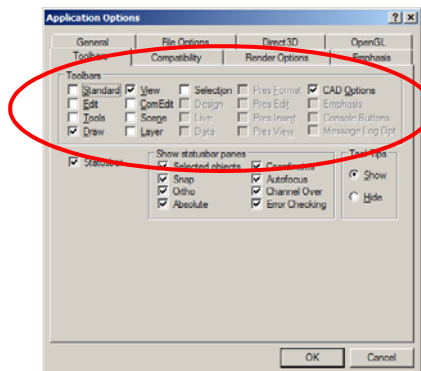 Application Options
General File Options Direct3D OpenGL
Toolbars Compatibility Render Options Emphasis
Toolbars
Standard View Selection Pres Format CAD Options
Edit ComEdit Design Pres Edit Emphasis
Tools Scene Live Pres Insert Console Buttons
Draw Layer Data Pres View Message Log Opt
Statusbar
Show statusbar panes
Tool Tips
Selected objects Coordinates
Snap Autofocus Show
Ortho Channel Over
Absolute Error Checking Hide
OK Cancel